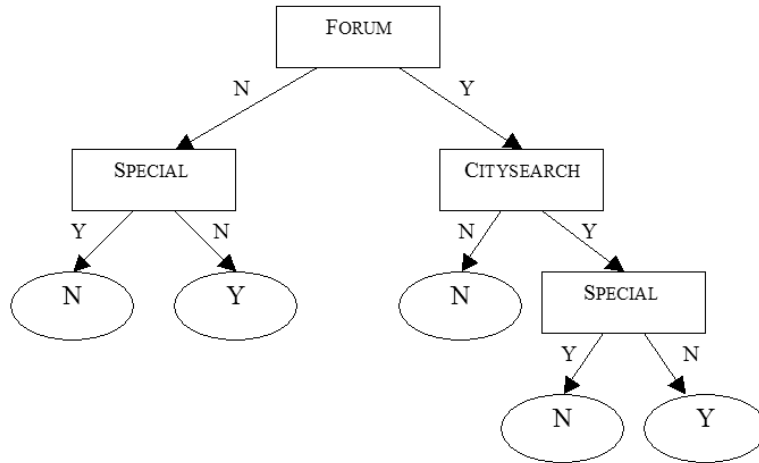 FORUM
N Y
SPECIAL CITYSEARCH
Y N N Y
N Y N SPECIAL
Y N
N Y